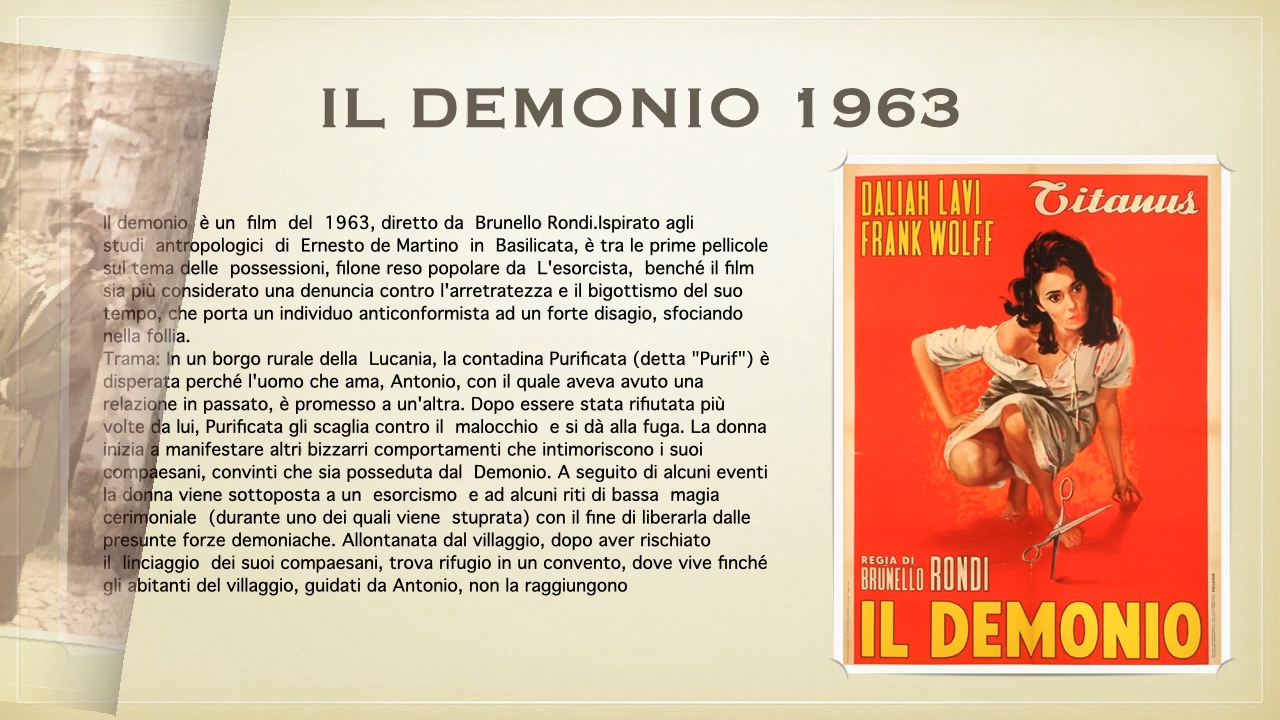 IL DEMONIO 1963
Il demonio è un film del 1963, diretto da Brunello Rondi.Ispirato agli
studi antropologici di Ernesto de Martino in Basilicata, è tra le prime pellicole
sul tema delle possessioni, filone reso popolare da L'esorcista, benché il film
sia più considerato una denuncia contro l'arretratezza e il bigottismo del suo
tempo, che porta un individuo anticonformista ad un forte disagio, sfociando
nella follia.
Trama: In un borgo rurale della Lucania, la contadina Purificata (detta "Purif") è
disperata perché l'uomo che ama, Antonio, con il quale aveva avuto una
relazione in passato, è promesso a un'altra. Dopo essere stata rifiutata più
volte da lui, Purificata gli scaglia contro il malocchio e si dà alla fuga. La donna
inizia a manifestare altri bizzarri comportamenti che intimoriscono i suoi
compaesani, convinti che sia posseduta dal Demonio. A seguito di alcuni eventi
la donna viene sottoposta a un esorcismo e ad alcuni riti di bassa magia
cerimoniale (durante uno dei quali viene stuprata) con il fine di liberarla dalle
presunte forze demoniache. Allontanata dal villaggio, dopo aver rischiato
il linciaggio dei suoi compaesani, trova rifugio in un convento, dove vive finché
gli abitanti del villaggio, guidati da Antonio, non la raggiungono
DALIAH LAVI
FRANK WOLFF
Titanus
REGIA DI
BRUNELLO RONDI
IL DEMONIO